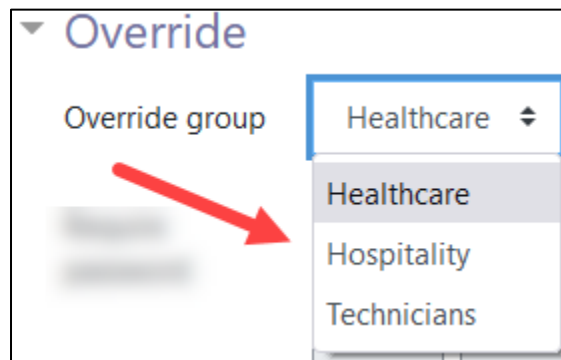 Override
Override group
Healthcare
Healthcare
Hospitality
Technicians